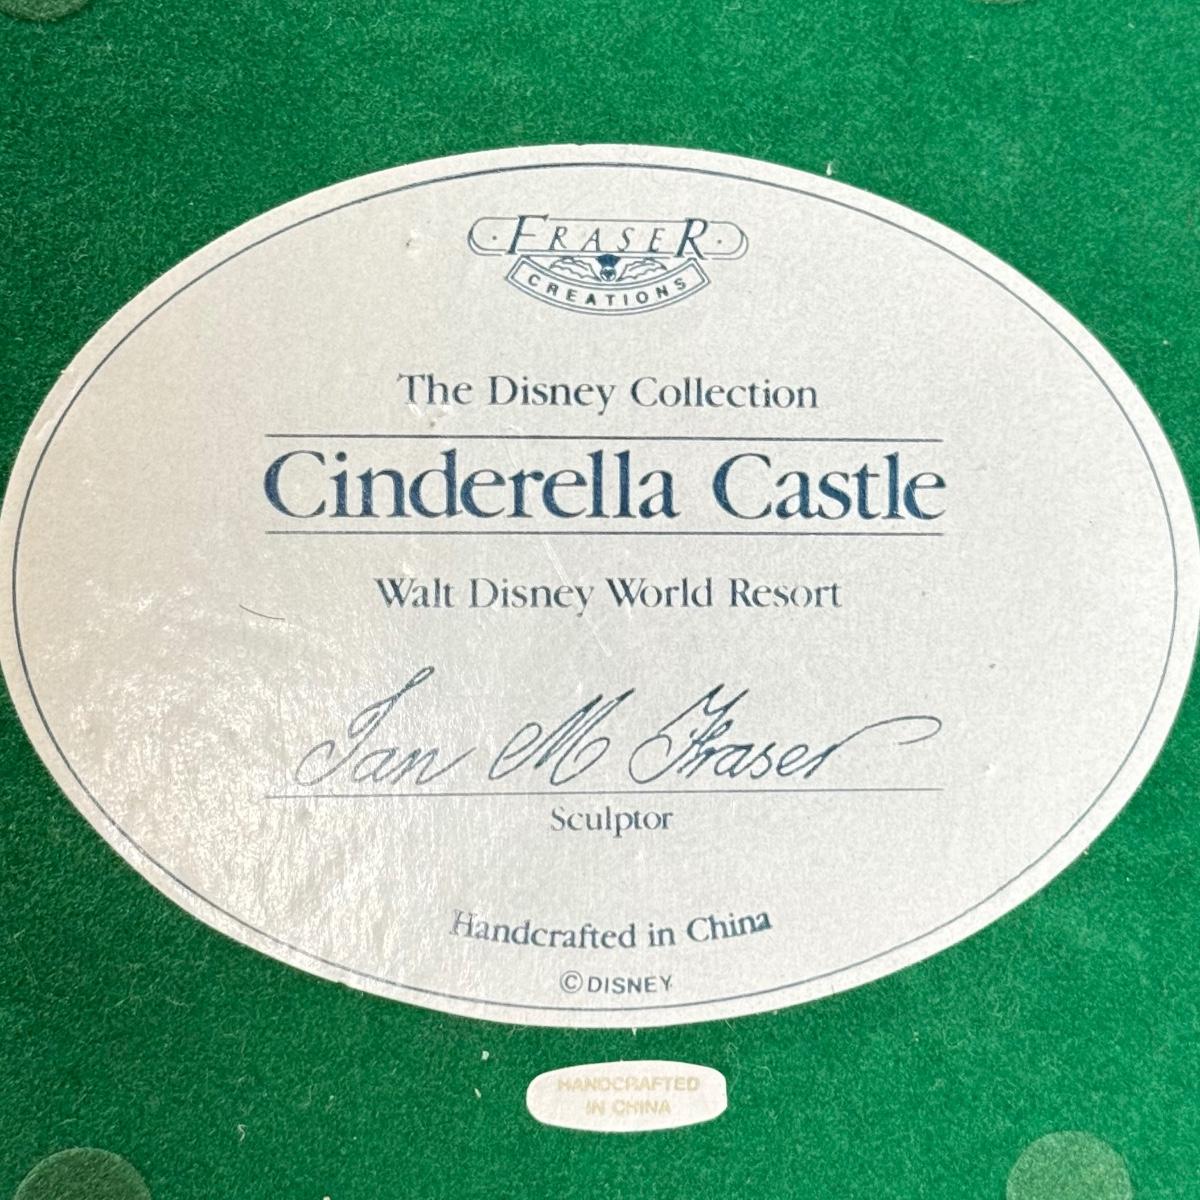 FRASER
CREATIONS
The Disney Collection
Cinderella Castle
Walt Disney World Resort
Ian M Fraser
Sculptor
Handcrafted in China
© DISNEY
HANDCRAFTED
IN CHINA